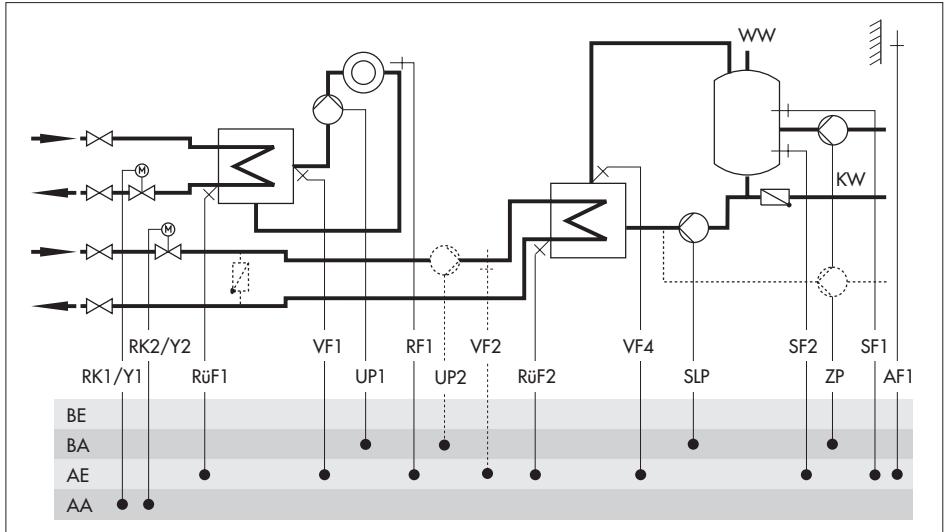 WW
M
KW
M
RK2/Y2 VF1 RF1 VF2 VF4 SF2 SF1
RK1/Y1 RüF1 UP1 UP2 RüF2 SLP ZP AF1
BE
BA
AE
AA